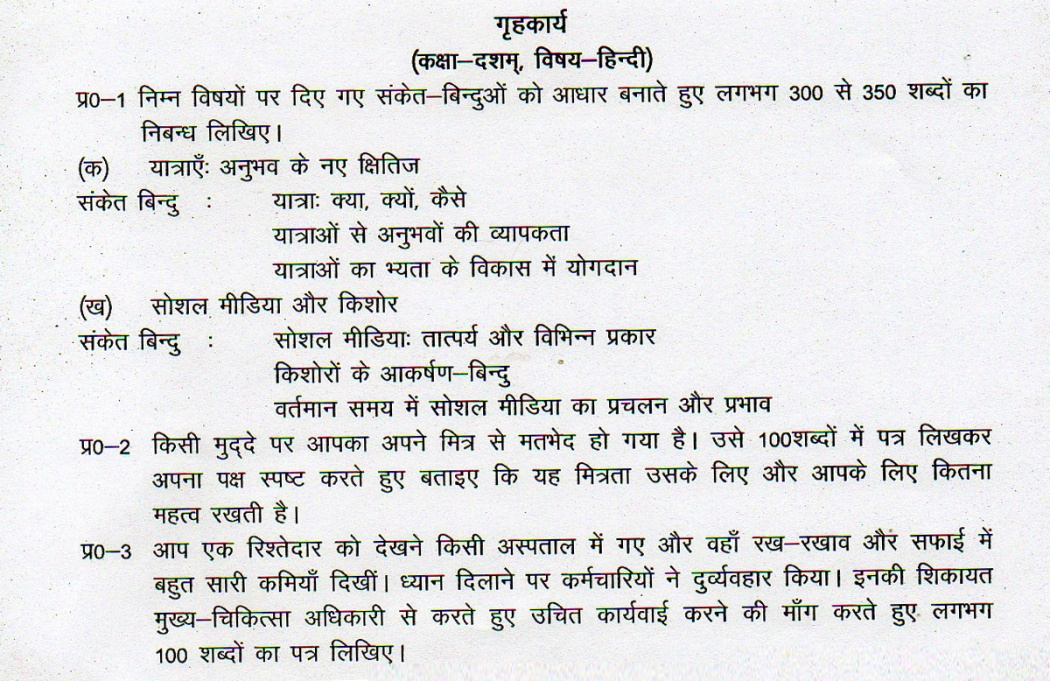 गृहकार्य
(कक्षा–दशम्, विषय–हिन्दी)
प्र0–1 निम्न विषयों पर दिए गए संकेत–बिन्दुओं को आधार बनाते हुए लगभग 300 से 350 शब्दों का
निबन्ध लिखिए।
(क) यात्राएँः अनुभव के नए क्षितिज
संकेत बिन्दु : यात्राः क्या, क्यों, कैसे
यात्राओं से अनुभवों की व्यापकता
यात्राओं का भ्यता के विकास में योगदान
(ख) सोशल मीडिया और किशोर
संकेत बिन्दु : सोशल मीडियाः तात्पर्य और विभिन्न प्रकार
किशोरों के आकर्षण–बिन्दु
वर्तमान समय में सोशल मीडिया का प्रचलन और प्रभाव
प्र0–2 किसी मुद्दे पर आपका अपने मित्र से मतभेद हो गया है। उसे 100शब्दों में पत्र लिखकर
अपना पक्ष स्पष्ट करते हुए बताइए कि यह मित्रता उसके लिए और आपके लिए कितना
महत्व रखती है।
प्र0–3 आप एक रिश्तेदार को देखने किसी अस्पताल में गए और वहाँ रख–रखाव और सफाई में
बहुत सारी कमियाँ दिखीं। ध्यान दिलाने पर कर्मचारियों ने दुर्व्यवहार किया। इनकी शिकायत
मुख्य–चिकित्सा अधिकारी से करते हुए उचित कार्यवाई करने की माँग करते हुए लगभग
100 शब्दों का पत्र लिखिए।